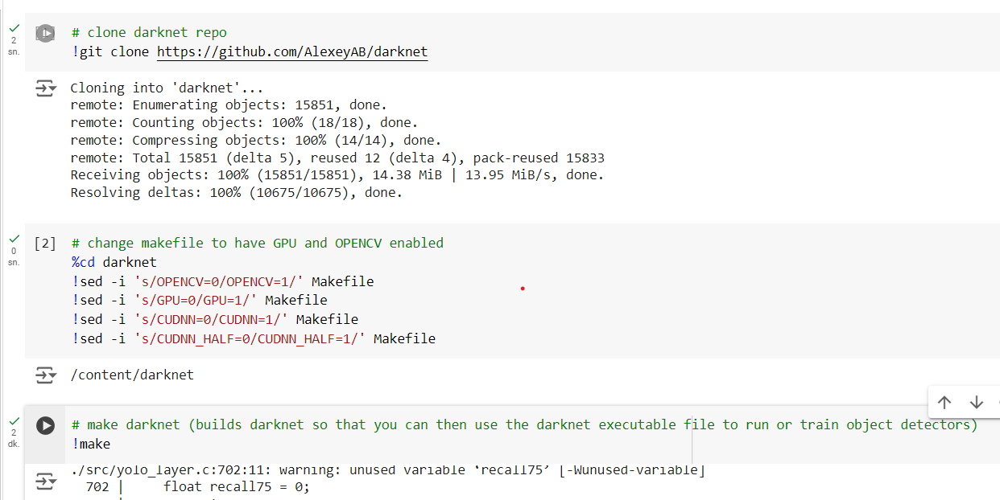 # clone darknet repo
!git clone https://github.com/AlexeyAB/darknet
2
sn.
Cloning into 'darknet'...
remote: Enumerating objects: 15851, done.
remote: Counting objects: 100% (18/18), done.
remote: Compressing objects: 100% (14/14), done.
remote: Total 15851 (delta 5), reused 12 (delta 4), pack-reused 15833
Receiving objects: 100% (15851/15851), 14.38 MiB | 13.95 MiB/s, done.
Resolving deltas: 100% (10675/10675), done.
0
sn.
[2] # change makefile to have GPU and OPENCV enabled
%cd darknet
!sed -i 's/OPENCV=0/OPENCV=1/' Makefile
!sed -i 's/GPU=0/GPU=1/' Makefile
!sed -i 's/CUDNN=0/CUDNN=1/' Makefile
!sed -i 's/CUDNN_HALF=0/CUDNN_HALF=1/' Makefile
/content/darknet
2
dk.
# make darknet (builds darknet so that you can then use the darknet executable file to run or train object detectors)
!make
./src/yolo_layer.c:702:11: warning: unused variable ‘recall75’ [-Wunused-variable]
702 | float recall75 = 0;